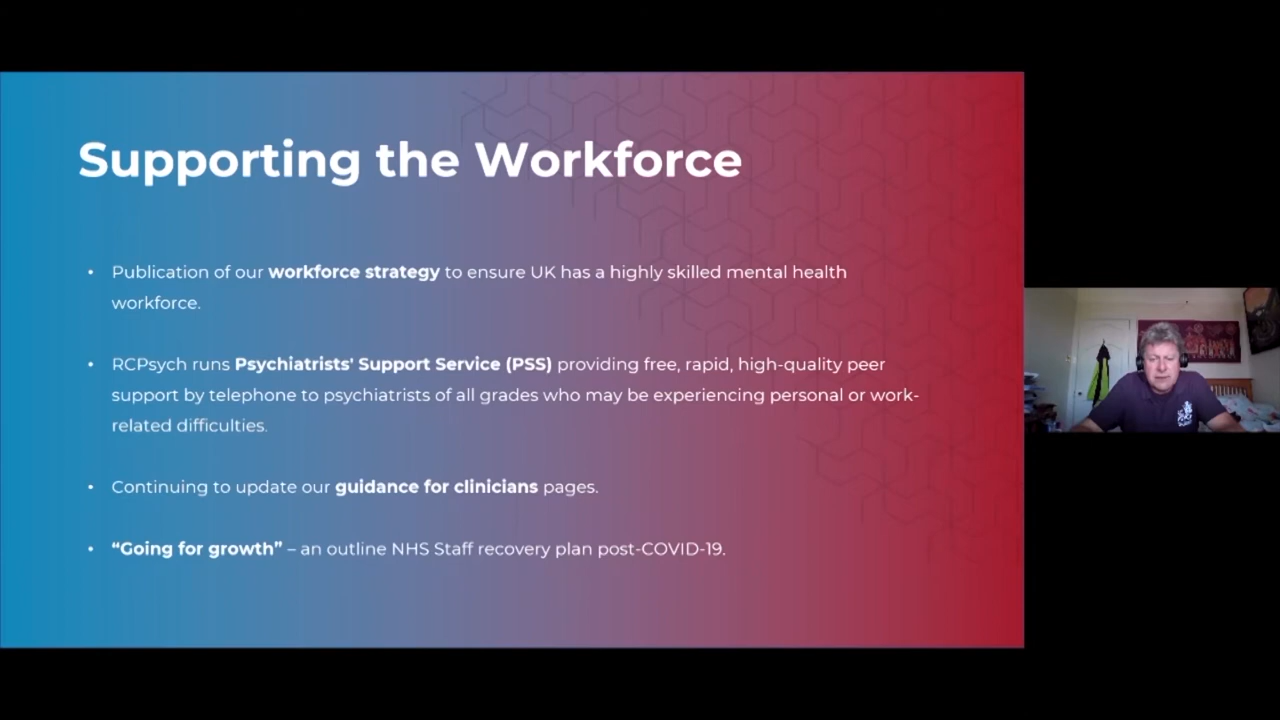 Supporting the Workforce
• Publication of our workforce strategy to ensure UK has a highly skilled mental health
workforce.
• RCPsych runs Psychiatrists' Support Service (PSS) providing free, rapid, high-quality peer
support by telephone to psychiatrists of all grades who may be experiencing personal or work-
related difficulties.
• Continuing to update our guidance for clinicians pages.
• “Going for growth” – an outline NHS Staff recovery plan post-COVID-19.